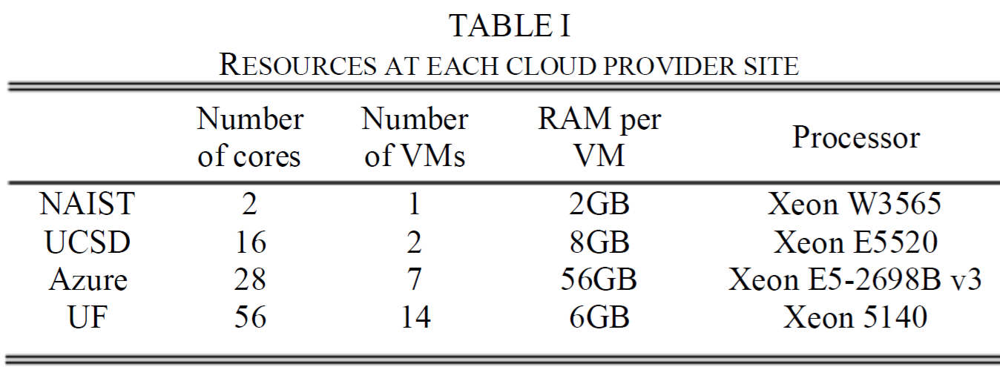 TABLE I
RESOURCES AT EACH CLOUD PROVIDER SITE
Number of cores Number of VMs RAM per VM Processor
NAIST 2 1 2GB Xeon W3565
UCSD 16 2 8GB Xeon E5520
Azure 28 7 56GB Xeon E5-2698B v3
UF 56 14 6GB Xeon 5140